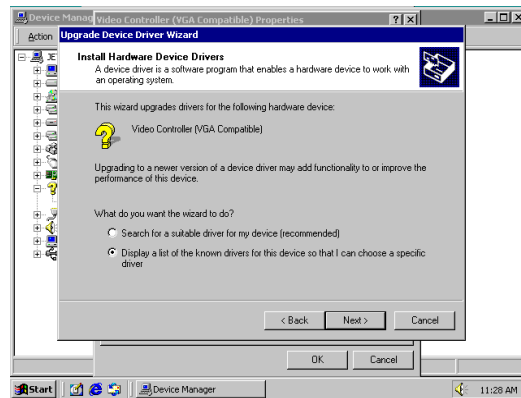 Device Manag
Video Controller (VGA Compatible) Properties
Action
Upgrade Device Driver Wizard
Install Hardware Device Drivers
A device driver is a software program that enables a hardware device to work with
an operating system.
This wizard upgrades drivers for the following hardware device:
Video Controller (VGA Compatible)
Upgrading to a newer version of a device driver may add functionality to or improve the
performance of this device.
What do you want the wizard to do?
Search for a suitable driver for my device (recommended)
Display a list of the known drivers for this device so that I can choose a specific
driver
< Back
Next >
Cancel
OK
Cancel
Start
Device Manager
11:28 AM